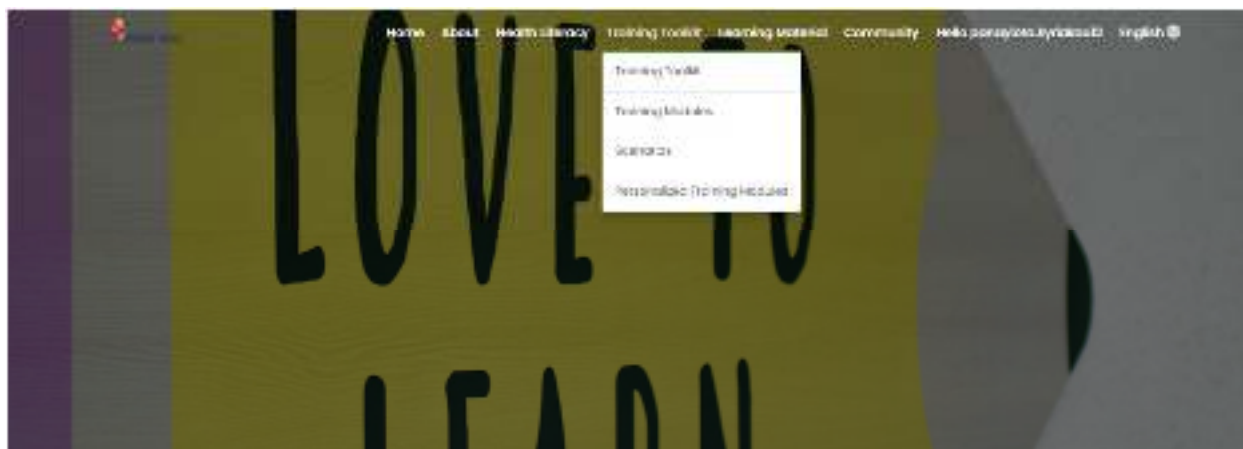 Home About Health Literacy Training Toolkit Learning Material Community Hello English
Training Toolkit
Training Modules
Scenarios
Personalized Training Modules
LOVE TO
LEARN